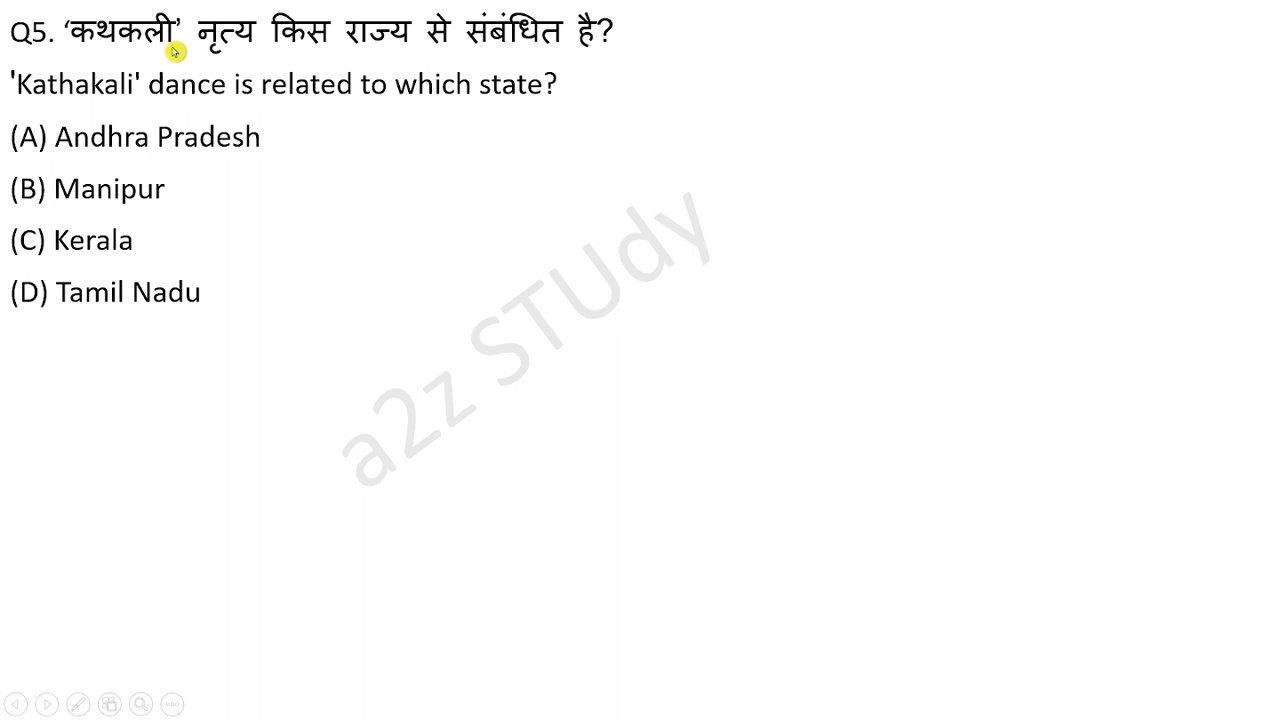 Q5. ‘कथकली’ नृत्य किस राज्य से संबंधित है?
'Kathakali' dance is related to which state?
(A) Andhra Pradesh
(B) Manipur
(C) Kerala
(D) Tamil Nadu
a2z STUdy